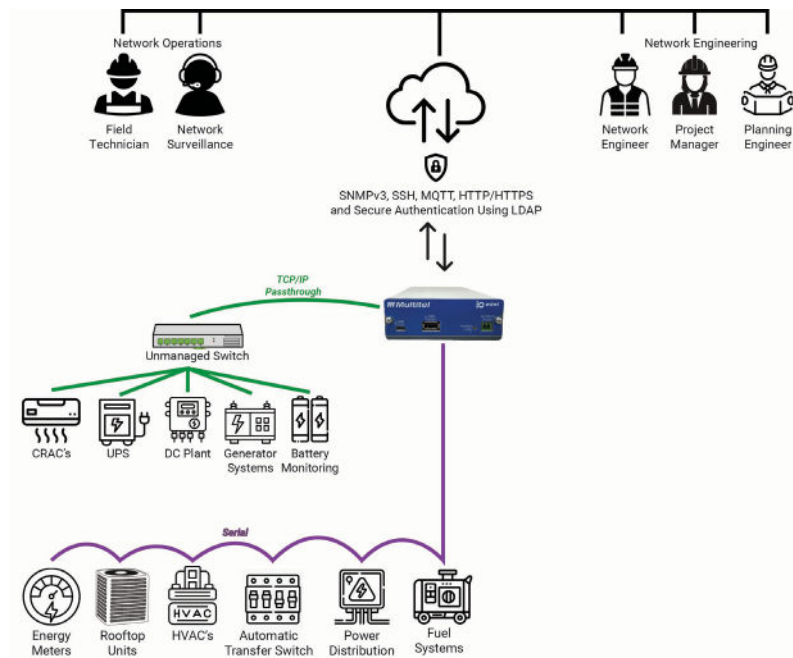 Network Operations
Network Engineering
Field
Technician
Network
Surveillance
Network
Engineer
Project
Manager
Planning
Engineer
SNMPv3, SSH, MQTT, HTTP/HTTPS
and Secure Authentication Using LDAP
TCP/IP
Passthrough
Multitel
iO mini
Unmanaged Switch
CRAC's
UPS
DC Plant
Generator
Systems
Battery
Monitoring
Serial
HVAC
Energy
Meters
Rooftop
Units
HVAC's
Automatic
Transfer Switch
Power
Distribution
Fuel
Systems